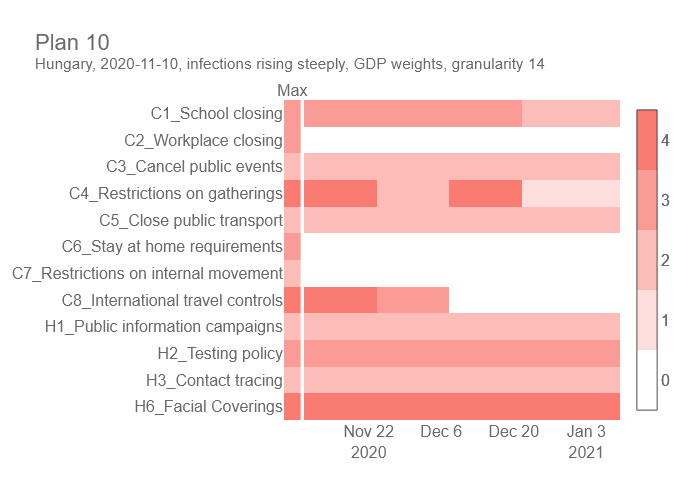 Plan 10
Hungary, 2020-11-10, infections rising steeply, GDP weights, granularity 14
Max
C1_School closing
C2_Workplace closing
C3_Cancel public events
C4_Restrictions on gatherings
C5_Close public transport
C6_Stay at home requirements
C7_Restrictions on internal movement
C8_International travel controls
H1_Public information campaigns
H2_Testing policy
H3_Contact tracing
H6_Facial Coverings
4
3
2
1
0
Nov 22 Dec 6 Dec 20 Jan 3
2020 2021